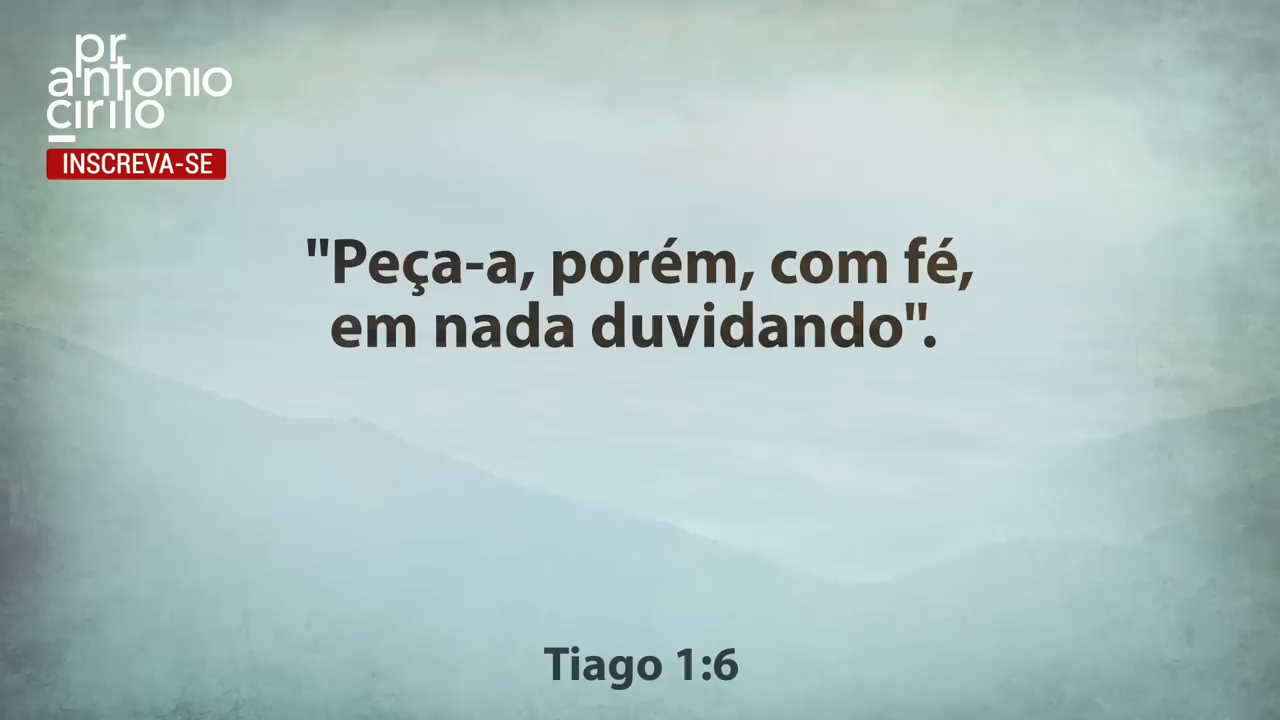 pr
antonio
cirilo
INSCREVA-SE
"Peça-a, porém, com fé,
em nada duvidando".
Tiago 1:6